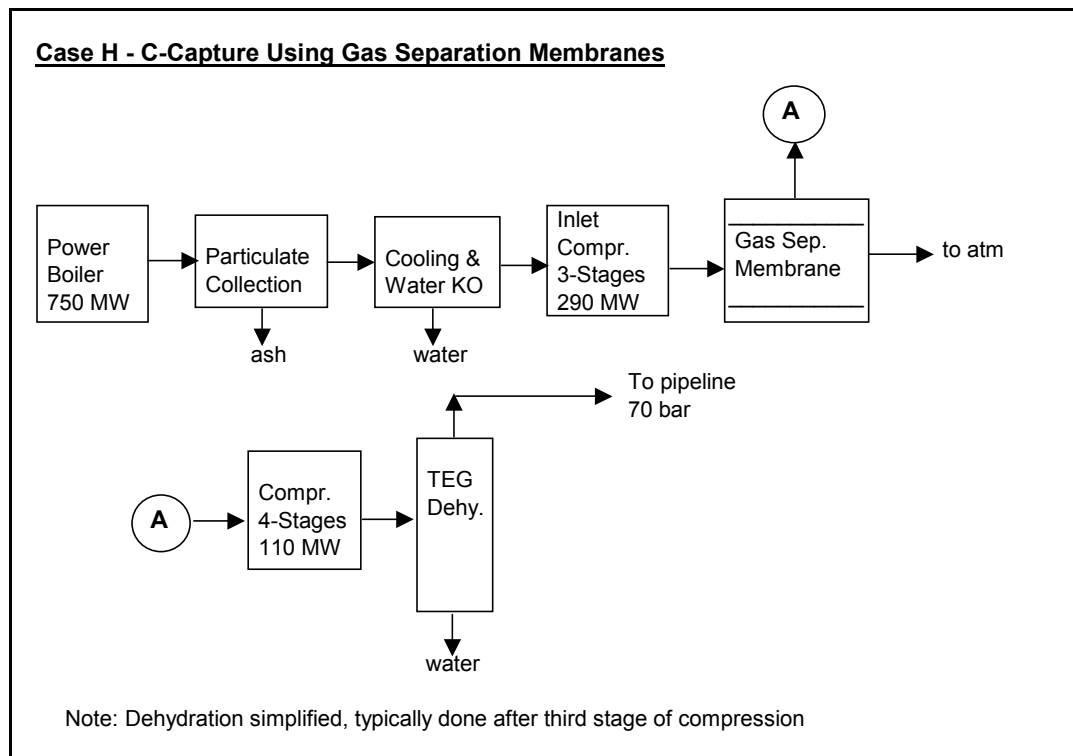 Case H - C-Capture Using Gas Separation Membranes
A
Power
Boiler
750 MW
Particulate
Collection
ash
Cooling &
Water KO
water
Inlet
Compr.
3-Stages
290 MW
Gas Sep.
Membrane
to atm
To pipeline
70 bar
A
Compr.
4-Stages
110 MW
TEG
Dehy.
water
Note: Dehydration simplified, typically done after third stage of compression